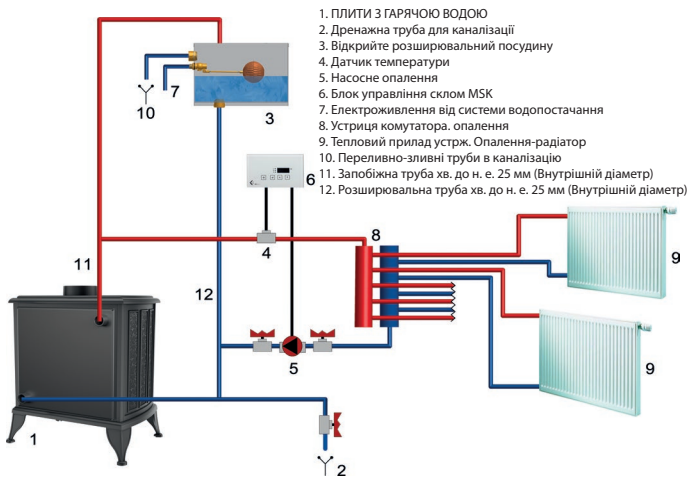 1. ПЛИТИ З ГАРЯЧОЮ ВОДОЮ
2. Дренажна труба для каналізації
3. Відкрийте розширювальний посудину
4. Датчик температури
5. Насосне опалення
6. Блок управління склом MSK
7. Електроживлення від системи водопостачання
8. Устриця комутатора. опалення
9. Тепловий прилад устрж. Опалення-радіатор
10. Переливно-зливні труби в каналізацію
11. Запобіжна труба хв. до н. е. 25 мм (Внутрішній діаметр)
12. Розширювальна труба хв. до н. е. 25 мм (Внутрішній діаметр)
10
7
3
6
4
8
9
11
12
5
9
1
2